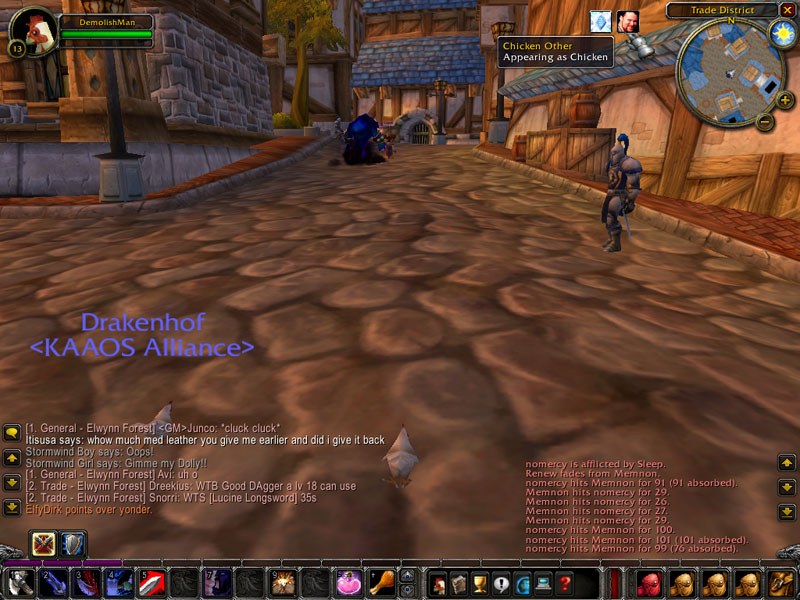 DemolishMan
13
Trade District
N
Chicken Other
Appearing as Chicken
Drakenhof
<KAAOS Alliance>
[1. General - Elwynn Forest] <GM>Junco: *cluck cluck*
Itisusa says: whow much med leather you give me earlier and did i give it back
Stormwind Boy says: Oops!
Stormwind Girl says: Gimme my Dolly!!
[1. General - Elwynn Forest] Avi: uh o
[2. Trade - Elwynn Forest] Dreekius: WTB Good DAgger a lv 18 can use
[2. Trade - Elwynn Forest] Snorri: WTS [Lucine Longsword] 35s
ElfyDirk points over yonder.
nomercy is afflicted by Sleep.
Renew fades from Memnon.
nomercy hits Memnon for 91 (91 absorbed).
Memnon hits nomercy for 29.
Memnon hits nomercy for 26.
Memnon hits nomercy for 27.
Memnon hits nomercy for 29.
nomercy hits Memnon for 100.
nomercy hits Memnon for 101 (101 absorbed).
nomercy hits Memnon for 99 (76 absorbed).